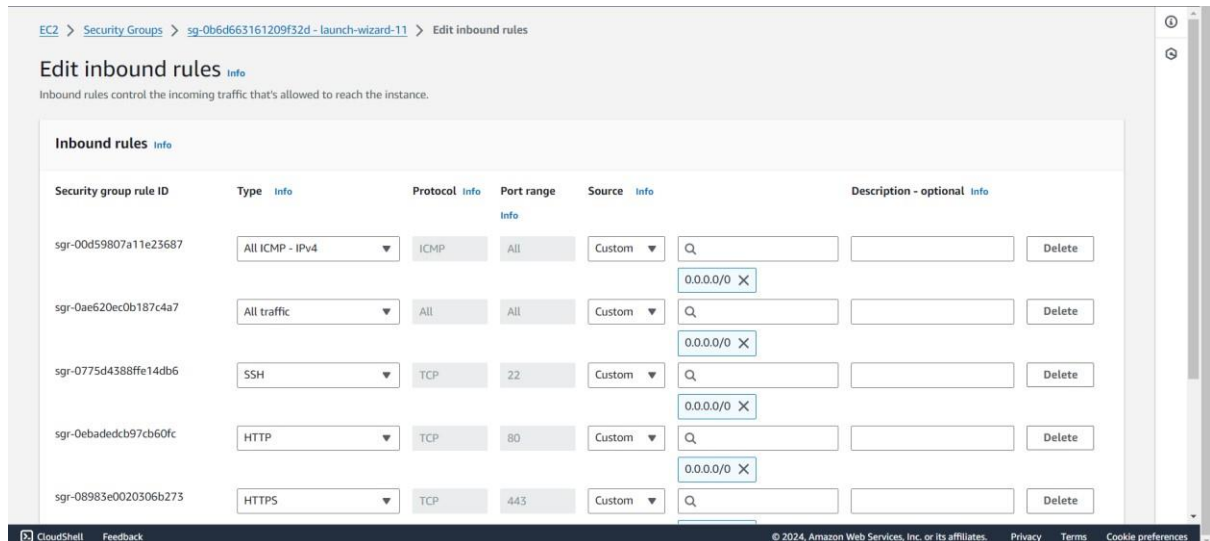 EC2 > Security Groups > sg-0b6d663161209f32d - launch-wizard-11 > Edit inbound rules
Edit inbound rules Info
Inbound rules control the incoming traffic that's allowed to reach the instance.
Inbound rules Info
Security group rule ID Type Info Protocol Info Port range Info Source Info Description - optional Info
sgr-00d59807a11e23687 All ICMP - IPv4 ICMP All Custom Delete
0.0.0.0/0
sgr-0ae620ec0b187c4a7 All traffic All All Custom Delete
0.0.0.0/0
sgr-0775d4388ffe14db6 SSH TCP 22 Custom Delete
0.0.0.0/0
sgr-0ebadedcb97cb60fc HTTP TCP 80 Custom Delete
0.0.0.0/0
sgr-08983e0020306b273 HTTPS TCP 443 Custom Delete
CloudShell Feedback © 2024, Amazon Web Services, Inc. or its affiliates. Privacy Terms Cookie preferences